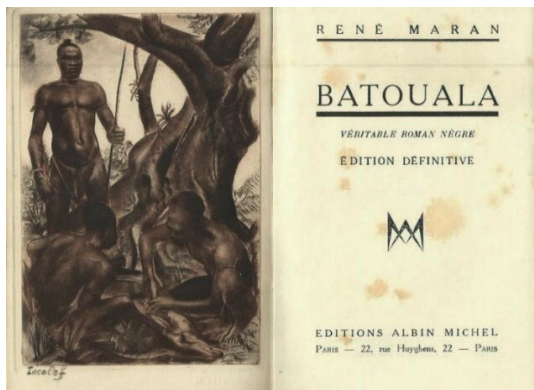 RENÉ MARAN
BATOUALA
VÉRITABLE ROMAN NÈGRE
ÉDITION DÉFINITIVE
EDITIONS ALBIN MICHEL
PARIS — 22, rue Huyghens, 22 — PARIS